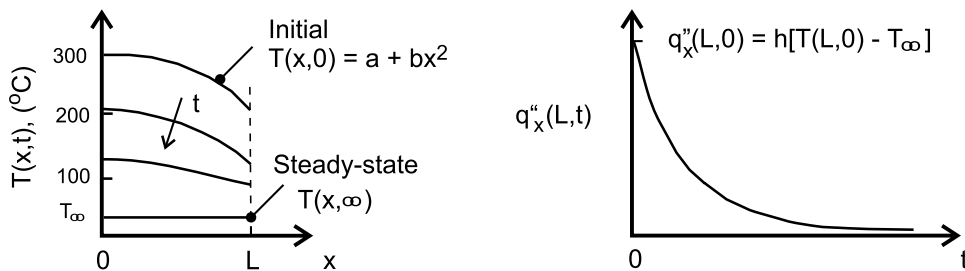 Initial
T(x,0) = a + bx²
300
200
100
T∞
T(x,t), (°C)
t
Steady-state
T(x,∞)
0
L
x
q″ₓ(L,0) = h[T(L,0) - T∞]
q“ₓ(L,t)
0
t